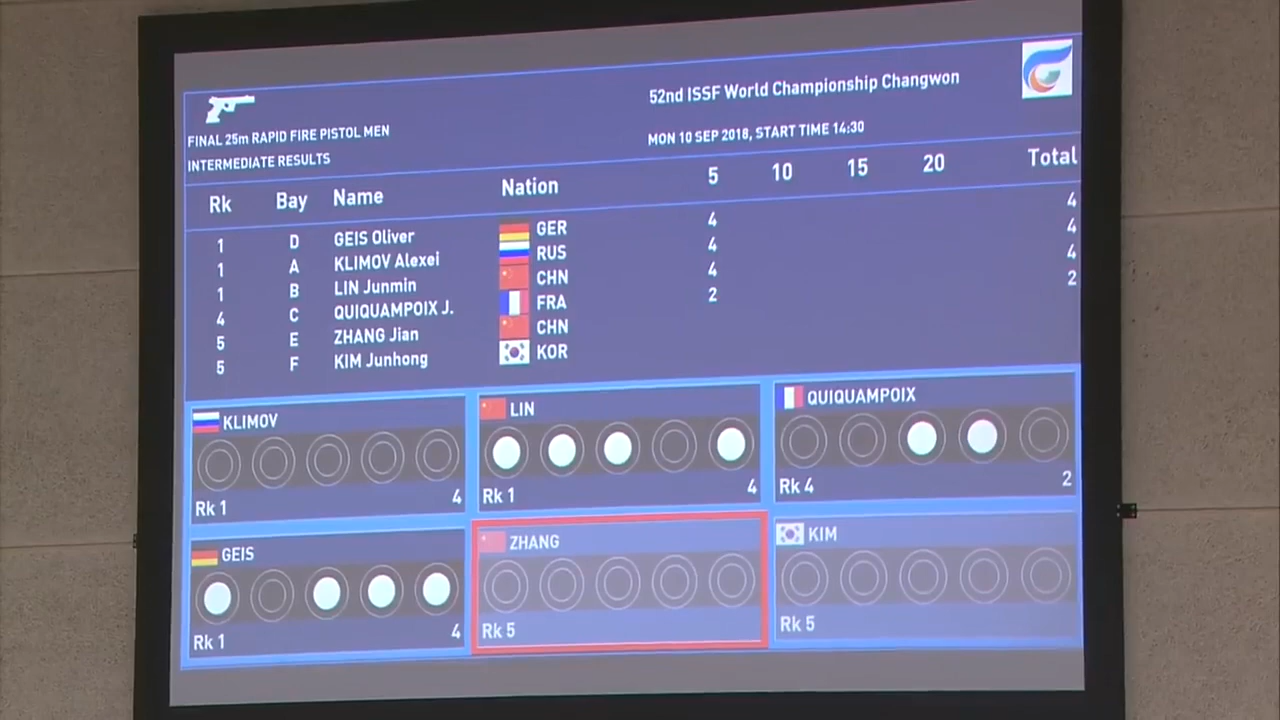 52nd ISSF World Championship Changwon
FINAL 25m RAPID FIRE PISTOL MEN
MON 10 SEP 2018, START TIME 14:30
INTERMEDIATE RESULTS
Rk Bay Name Nation 5 10 15 20 Total
1 D GEIS Oliver GER 4 4
1 A KLIMOV Alexei RUS 4 4
1 B LIN Junmin CHN 4 4
4 C QUIQUAMPOIX J. FRA 2 2
5 E ZHANG Jian CHN
5 F KIM Junhong KOR
KLIMOV
Rk 1 4
LIN
Rk 1 4
QUIQUAMPOIX
Rk 4 2
GEIS
Rk 1 4
ZHANG
Rk 5
KIM
Rk 5